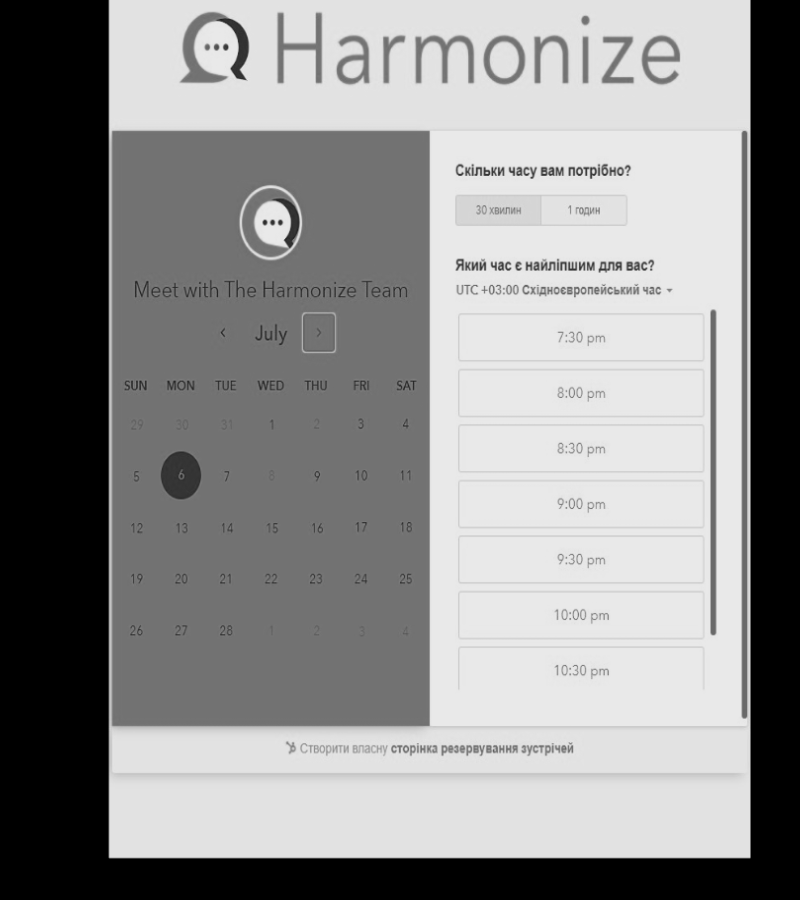 Harmonize
Meet with The Harmonize Team
July
SUN MON TUE WED THU FRI SAT
29 30 31 1 2 3 4
5 6 7 8 9 10 11
12 13 14 15 16 17 18
19 20 21 22 23 24 25
26 27 28 1 2 3 4
Скільки часу вам потрібно?
30 хвилин 1 годин
Який час є найліпшим для вас?
UTC +03:00 Східноєвропейський час
7:30 pm
8:00 pm
8:30 pm
9:00 pm
9:30 pm
10:00 pm
10:30 pm
Створити власну сторінка резервування зустрічей